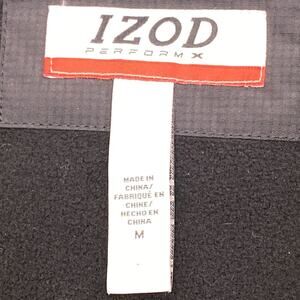 IZOD
PERFORM X
MADE IN
CHINA/
FABRIQUÉ EN
CHINE/
HECHO EN
CHINA
M